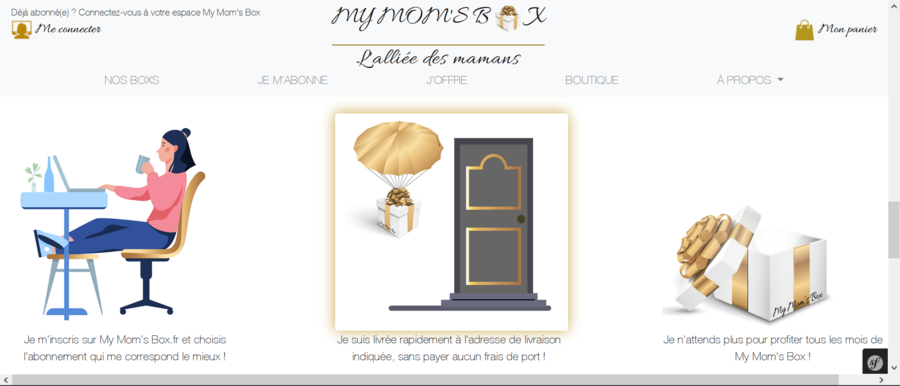 Déjà abonné(e) ? Connectez-vous à votre espace My Mom's Box
Me connecter
MY MOM'S B X
L'alliée des mamans
Mon panier
NOS BOXS
JE M'ABONNE
J'OFFRE
BOUTIQUE
À PROPOS
My Mom's Box
Je m'inscris sur My Mom's Box.fr et choisis
l'abonnement qui me correspond le mieux !
Je suis livrée rapidement à l'adresse de livraison
indiquée, sans payer aucun frais de port !
Je n'attends plus pour profiter tous les mois de
My Mom's Box !
sf